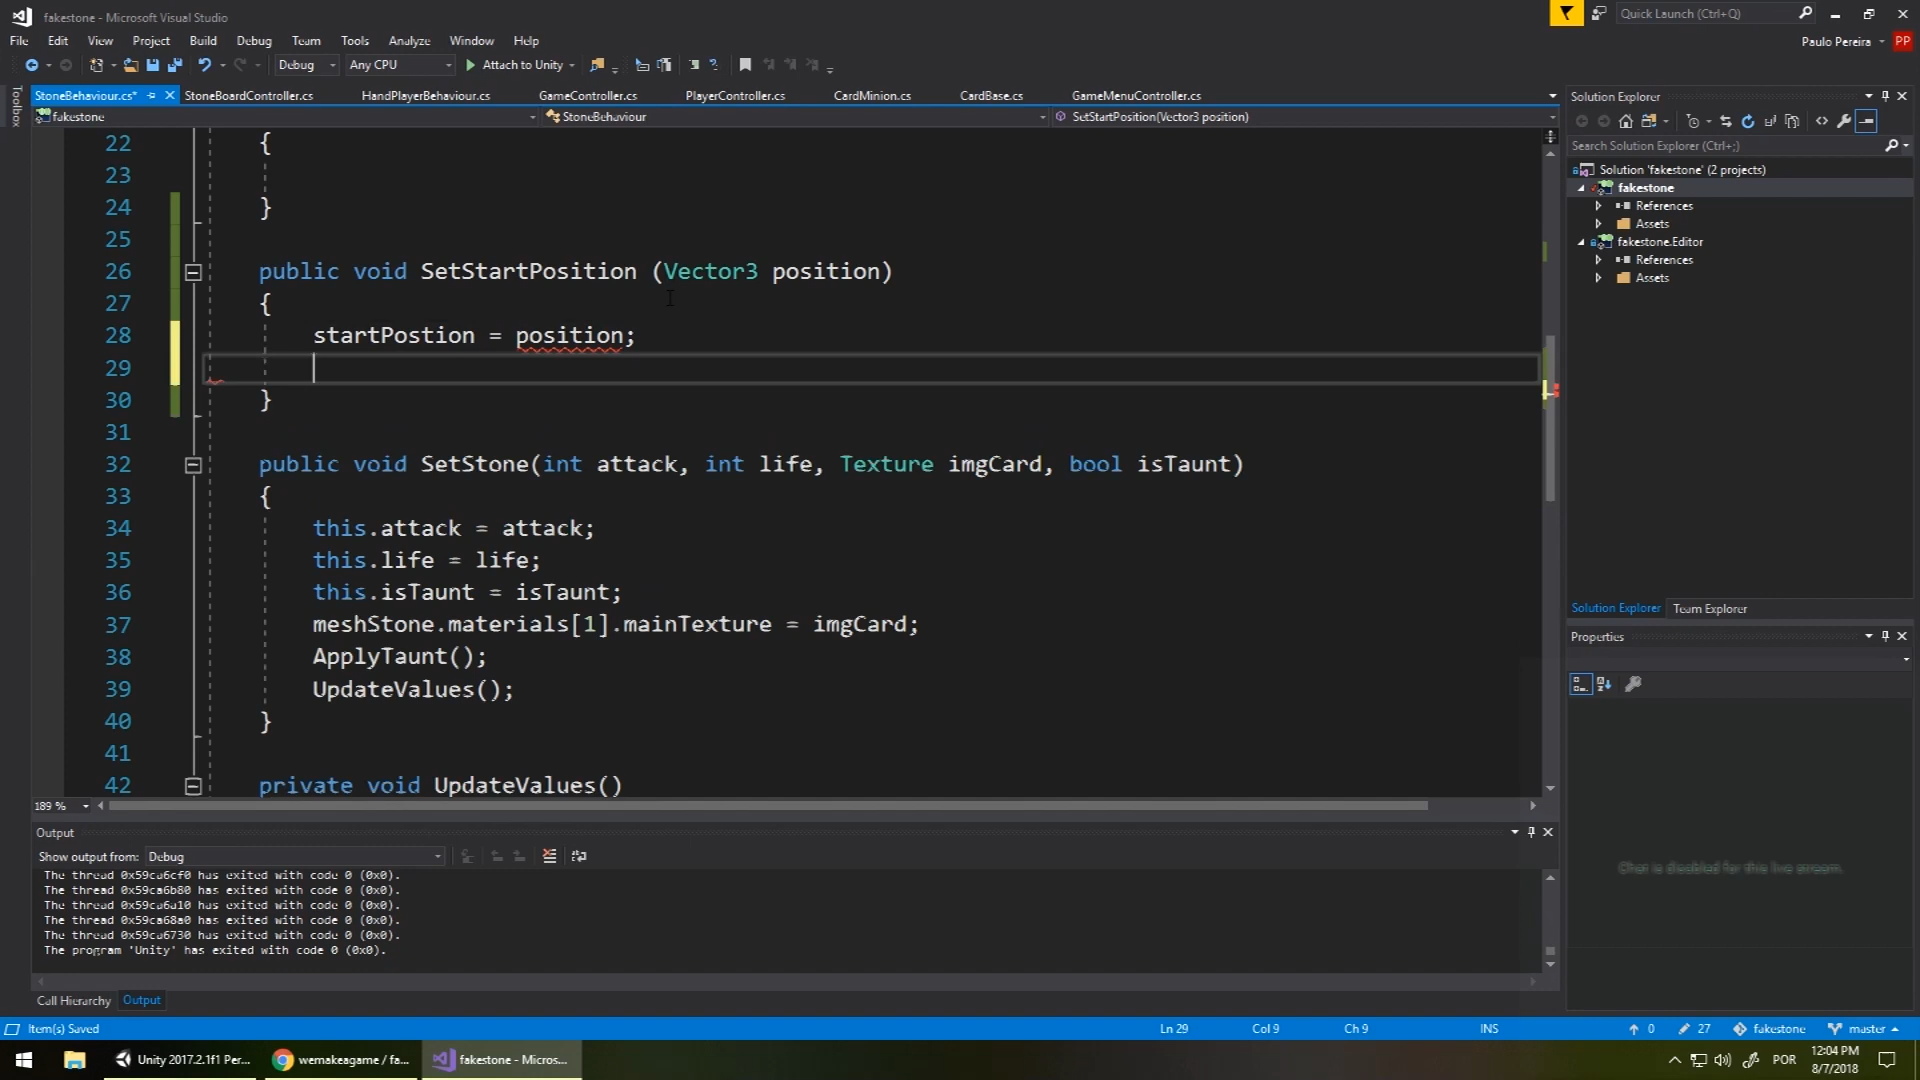 fakestone - Microsoft Visual Studio
Quick Launch (Ctrl+Q)
File Edit View Project Build Debug Team Tools Analyze Window Help
Paulo Pereira PP
Debug Any CPU Attach to Unity
Toolbox
StoneBehaviour.cs* StoneBoardController.cs HandPlayerBehaviour.cs GameController.cs PlayerController.cs CardMinion.cs CardBase.cs GameMenuController.cs
fakestone StoneBehaviour SetStartPosition(Vector3 position)
22 {
23
24 }
25
26 public void SetStartPosition (Vector3 position)
27 {
28 startPostion = position;
29
30 }
31
32 public void SetStone(int attack, int life, Texture imgCard, bool isTaunt)
33 {
34 this.attack = attack;
35 this.life = life;
36 this.isTaunt = isTaunt;
37 meshStone.materials[1].mainTexture = imgCard;
38 ApplyTaunt();
39 UpdateValues();
40 }
41
42 private void UpdateValues()
189 %
Output
Show output from: Debug
The thread 0x59ca6cf0 has exited with code 0 (0x0).
The thread 0x59ca6b80 has exited with code 0 (0x0).
The thread 0x59ca6a10 has exited with code 0 (0x0).
The thread 0x59ca68a0 has exited with code 0 (0x0).
The thread 0x59ca6730 has exited with code 0 (0x0).
The program 'Unity' has exited with code 0 (0x0).
Call Hierarchy Output
Solution Explorer
Search Solution Explorer (Ctrl+;)
Solution 'fakestone' (2 projects)
fakestone
References
Assets
fakestone.Editor
References
Assets
Solution Explorer Team Explorer
Properties
Chat is disabled for this live stream.
Item(s) Saved Ln 29 Col 9 Ch 9 INS 0 27 fakestone master
Unity 2017.2.1f1 Per... wemakeagame / fa... fakestone - Micros... POR 12:04 PM
8/7/2018